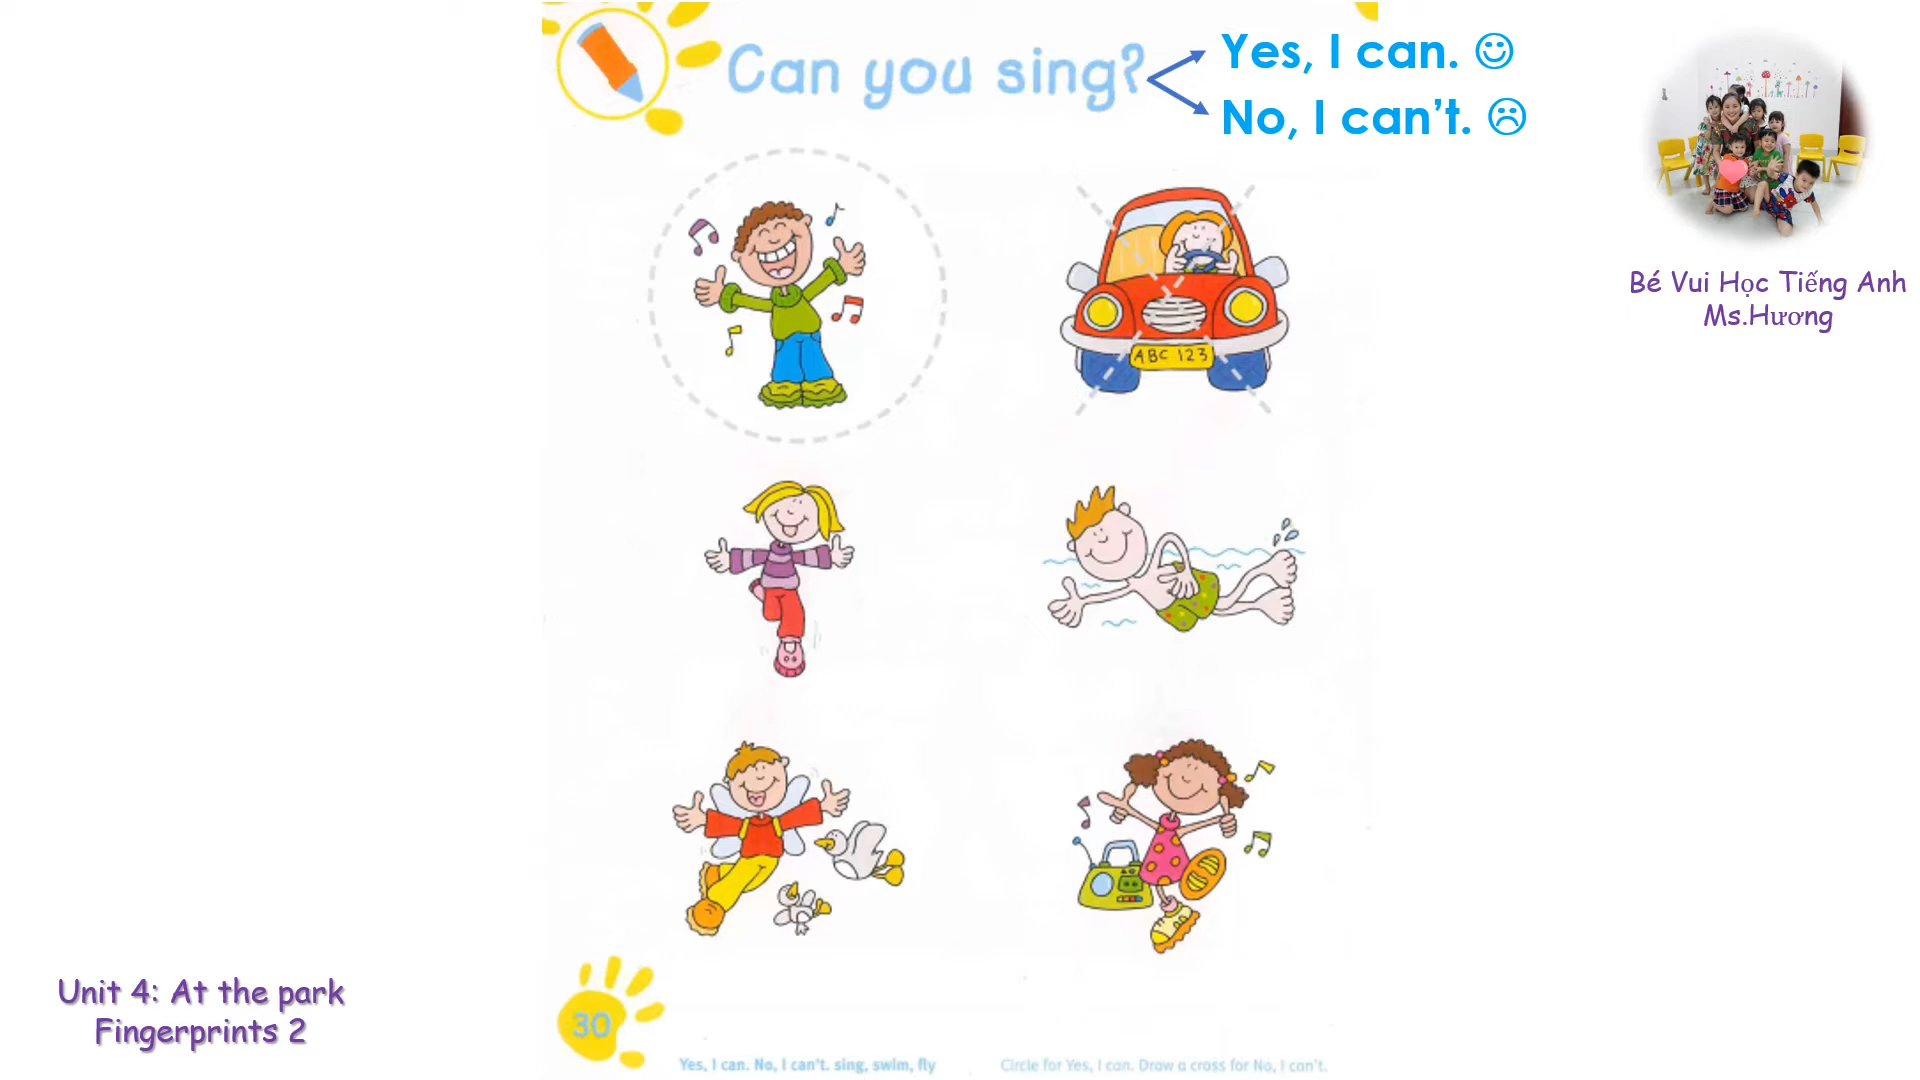 Can you sing?
Yes, I can. ☺
No, I can't. ☹
Bé Vui Học Tiếng Anh
Ms.Hương
ABC 123
Unit 4: At the park
Fingerprints 2
30
Yes, I can. No, I can't. sing, swim, fly
Circle for Yes, I can. Draw a cross for No, I can't.